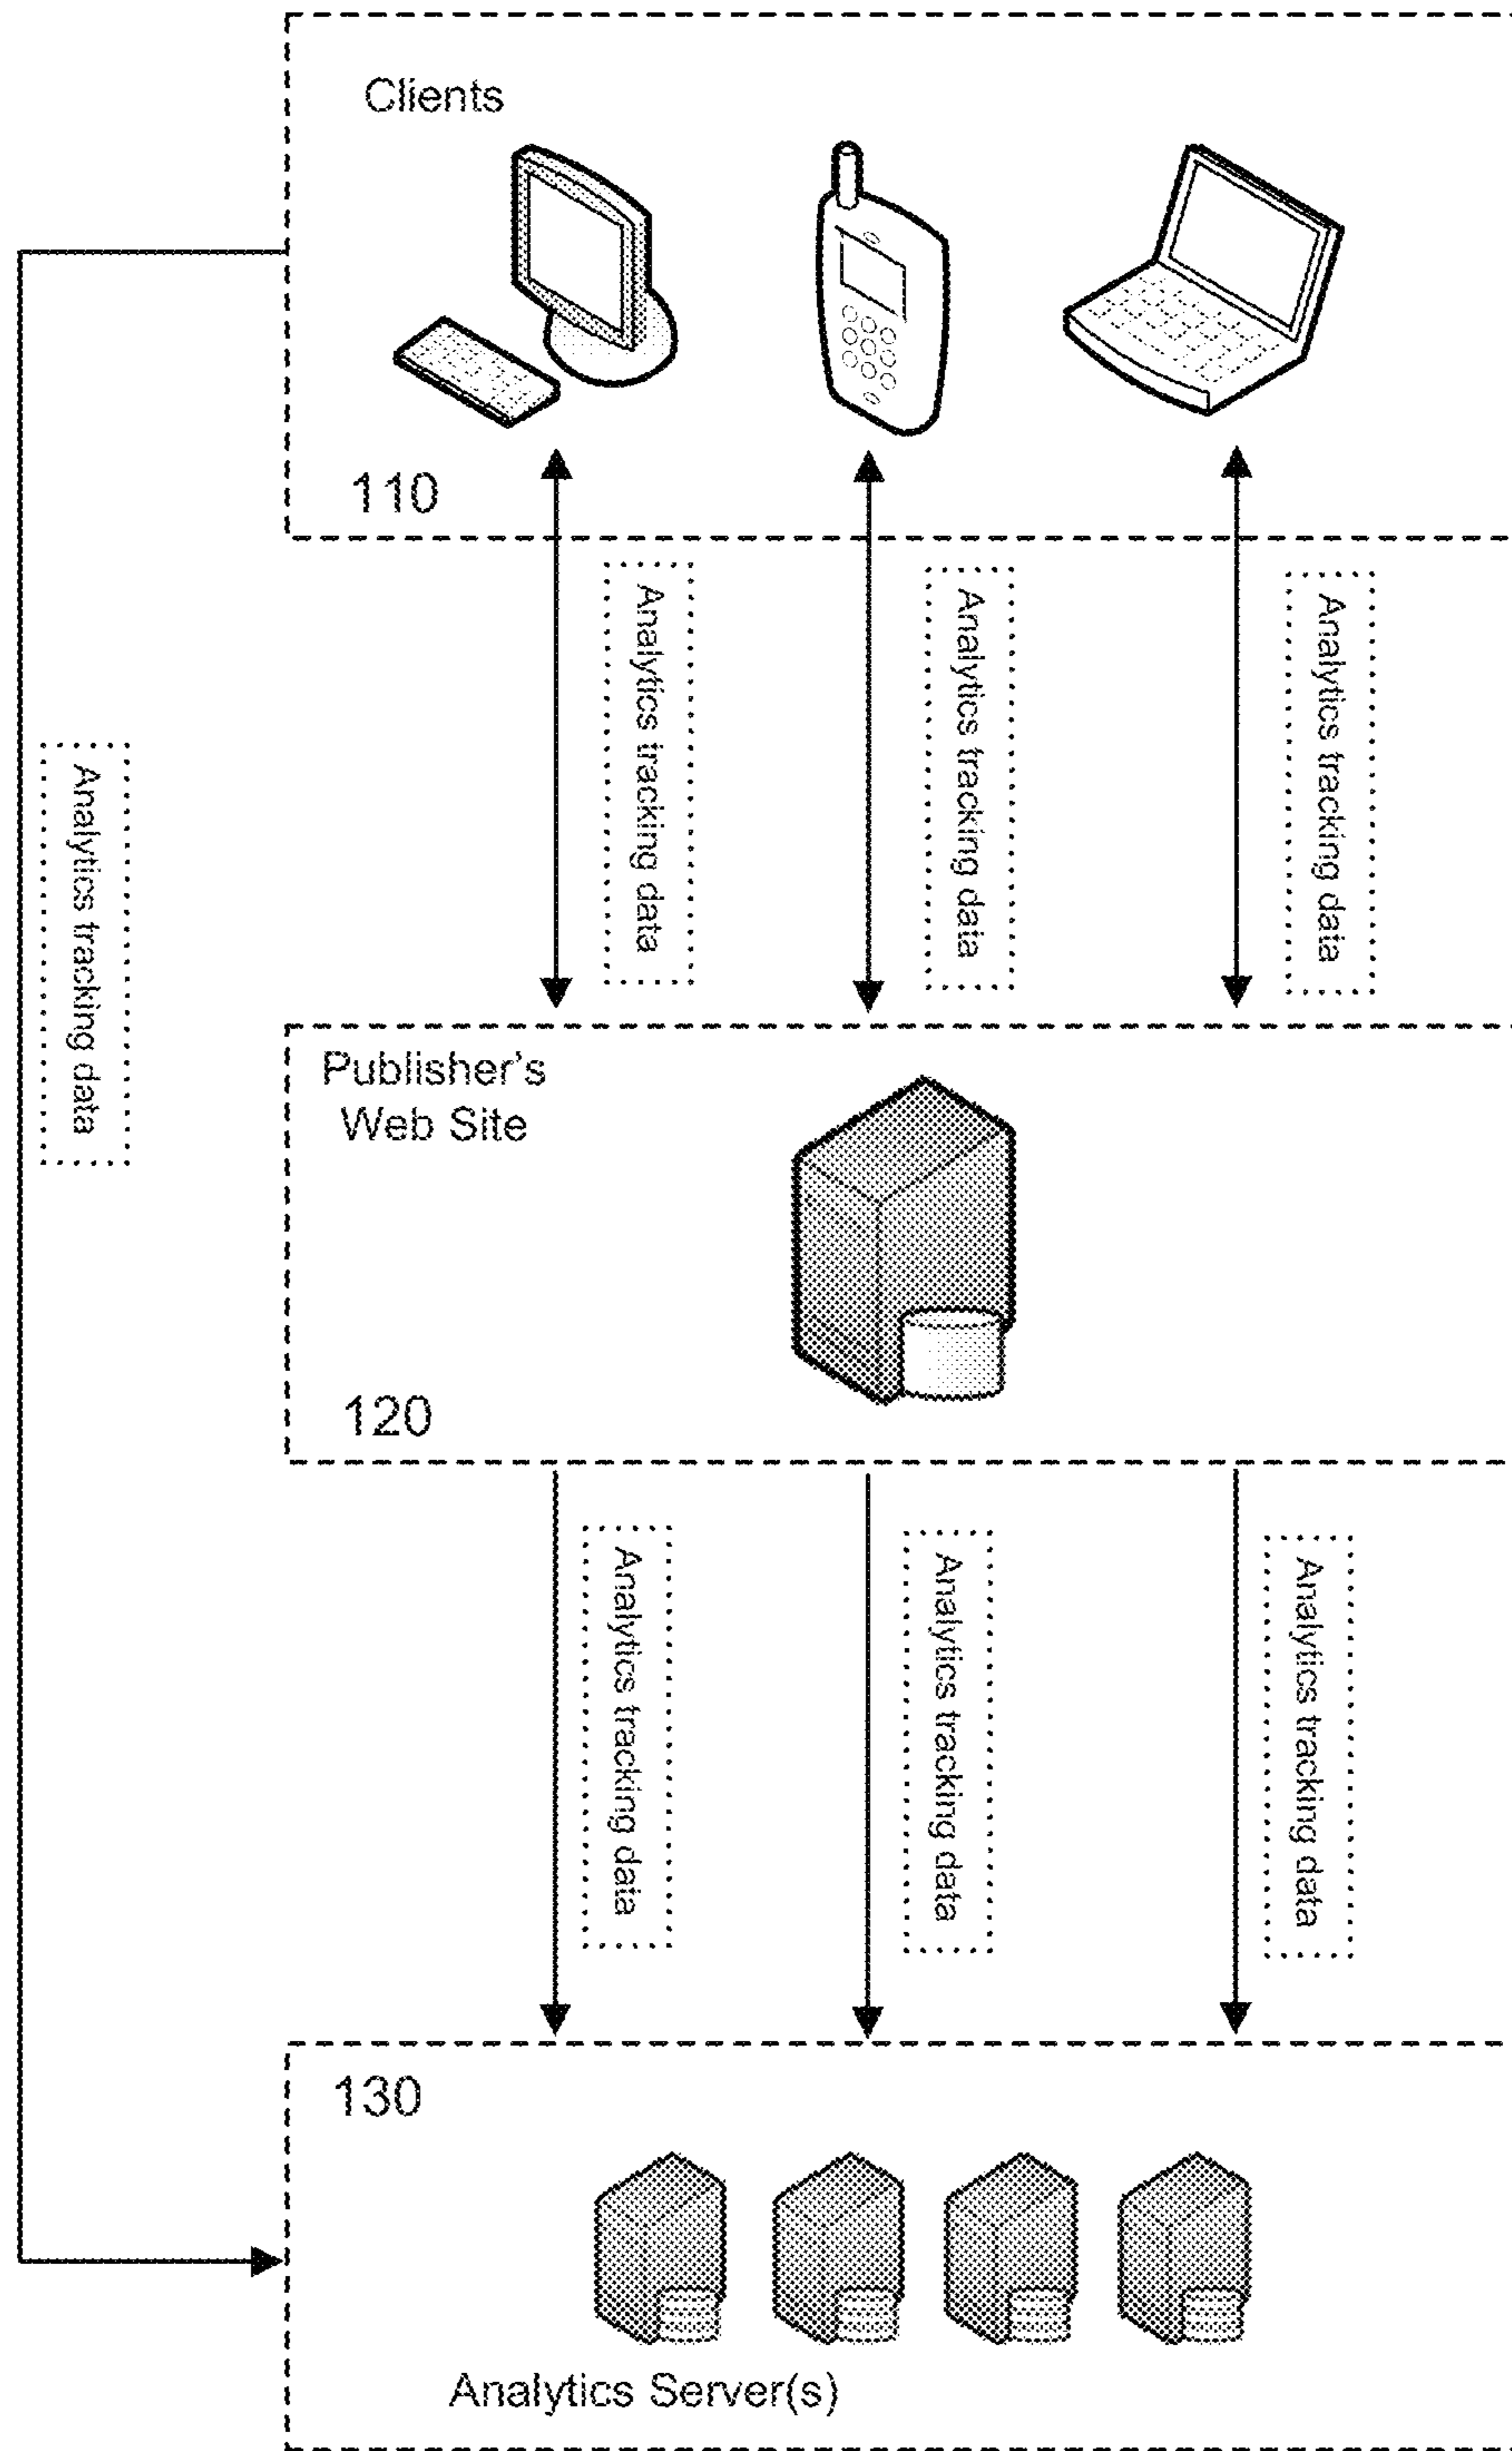 Clients
110
Analytics tracking data
Analytics tracking data
Analytics tracking data
Analytics tracking data
Publisher's
Web Site
120
Analytics tracking data
Analytics tracking data
Analytics tracking data
130
Analytics Server(s)